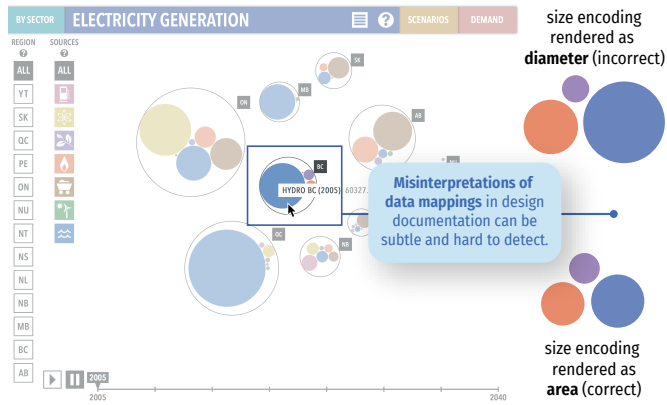 BY SECTOR
ELECTRICITY GENERATION
?
SCENARIOS
DEMAND
REGION
?
SOURCES
?
ALL
YT
SK
QC
PE
ON
NU
NT
NS
NL
NB
MB
BC
AB
ALL
SK
MB
ON
AB
BC
HYDRO BC (2005): 60327.
QC
NB
Misinterpretations of
data mappings in design
documentation can be
subtle and hard to detect.
size encoding
rendered as
diameter (incorrect)
size encoding
rendered as
area (correct)
2005
2005
2040